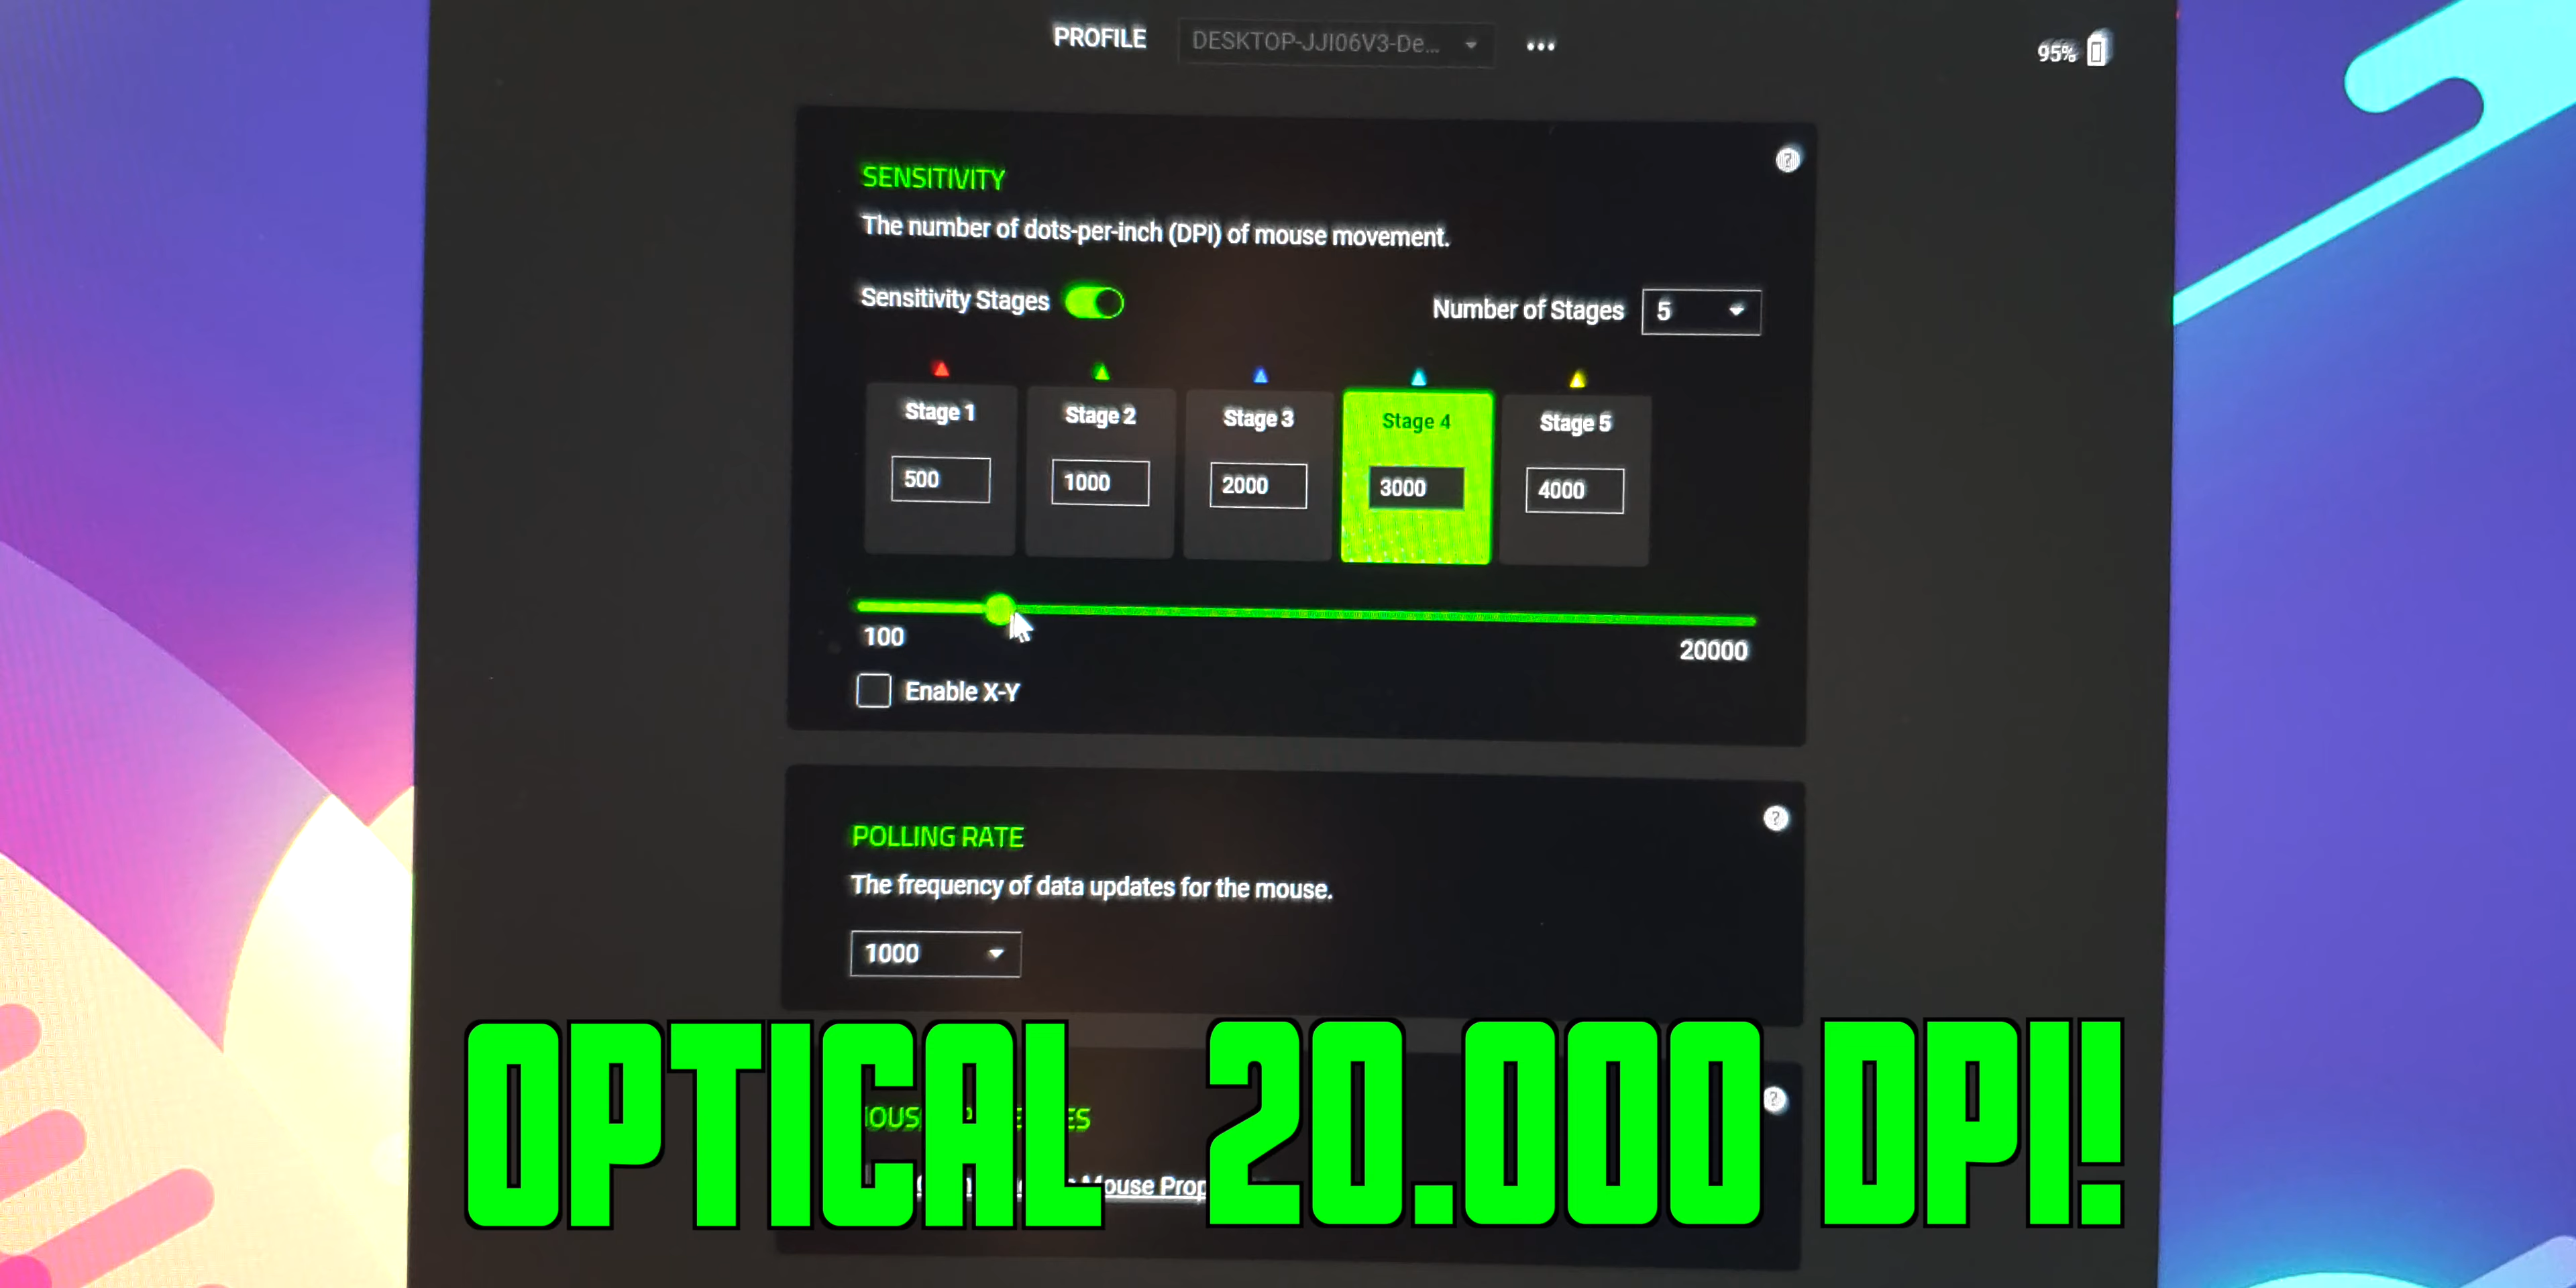 PROFILE DESKTOP-JJI06V3-De... 95%
SENSITIVITY
The number of dots-per-inch (DPI) of mouse movement.
Sensitivity Stages Number of Stages 5
Stage 1 Stage 2 Stage 3 Stage 4 Stage 5
500 1000 2000 3000 4000
100 20000
Enable X-Y
POLLING RATE
The frequency of data updates for the mouse.
1000
OPTICAL 20.000 DPI!
Mouse